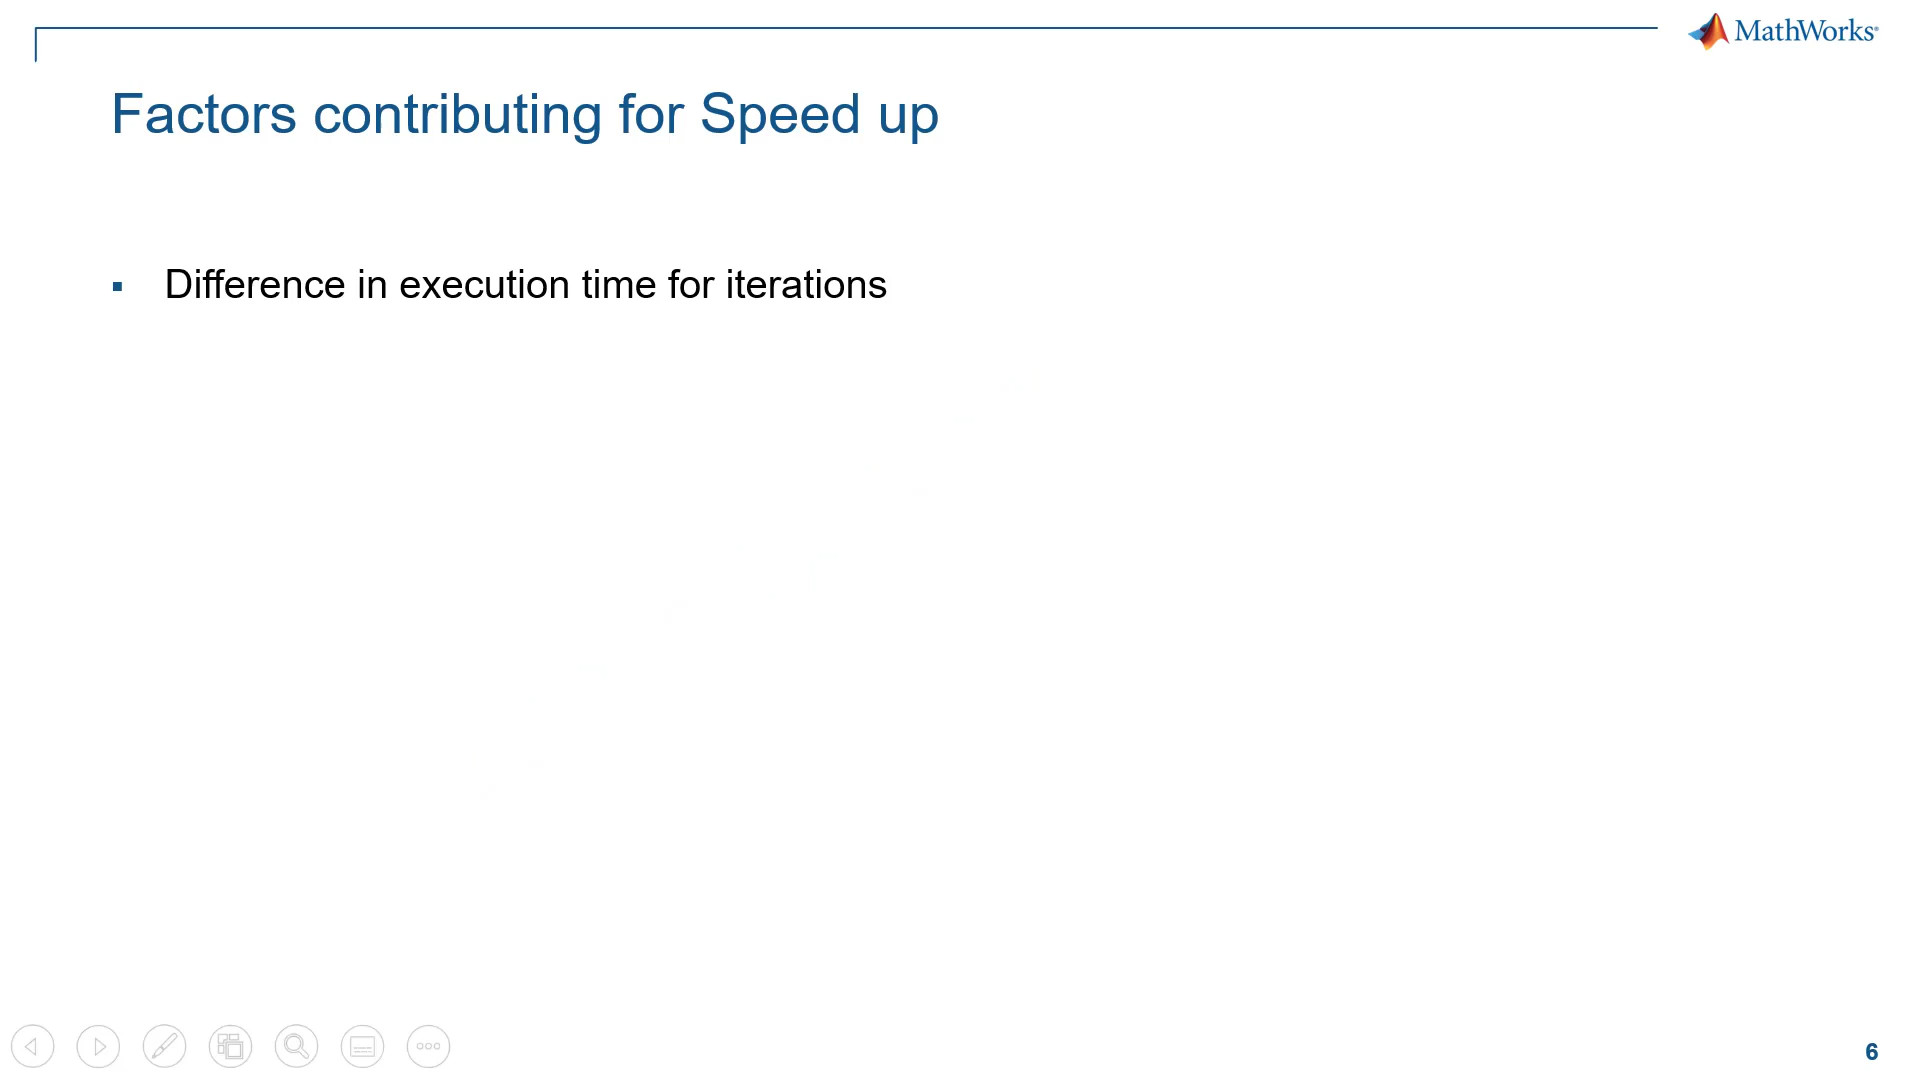 MathWorks®
Factors contributing for Speed up
▪ Difference in execution time for iterations
6